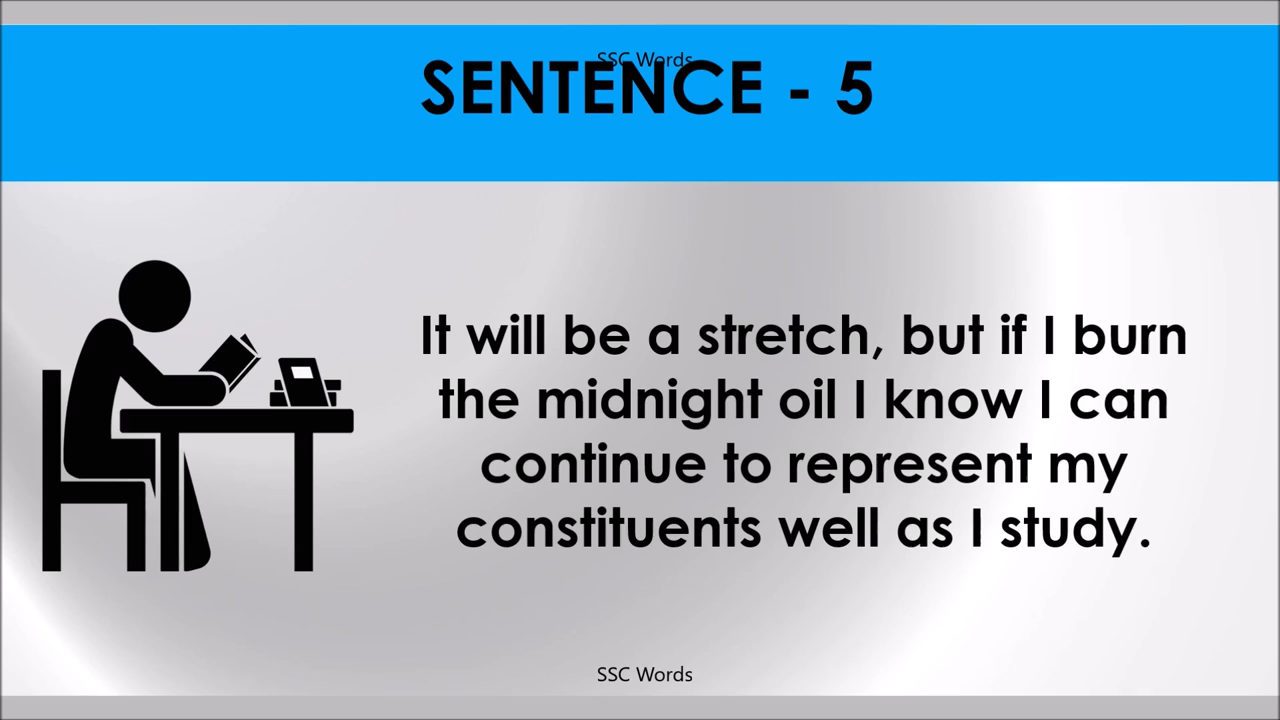 SSC Words
SENTENCE - 5
It will be a stretch, but if I burn
the midnight oil I know I can
continue to represent my
constituents well as I study.
SSC Words